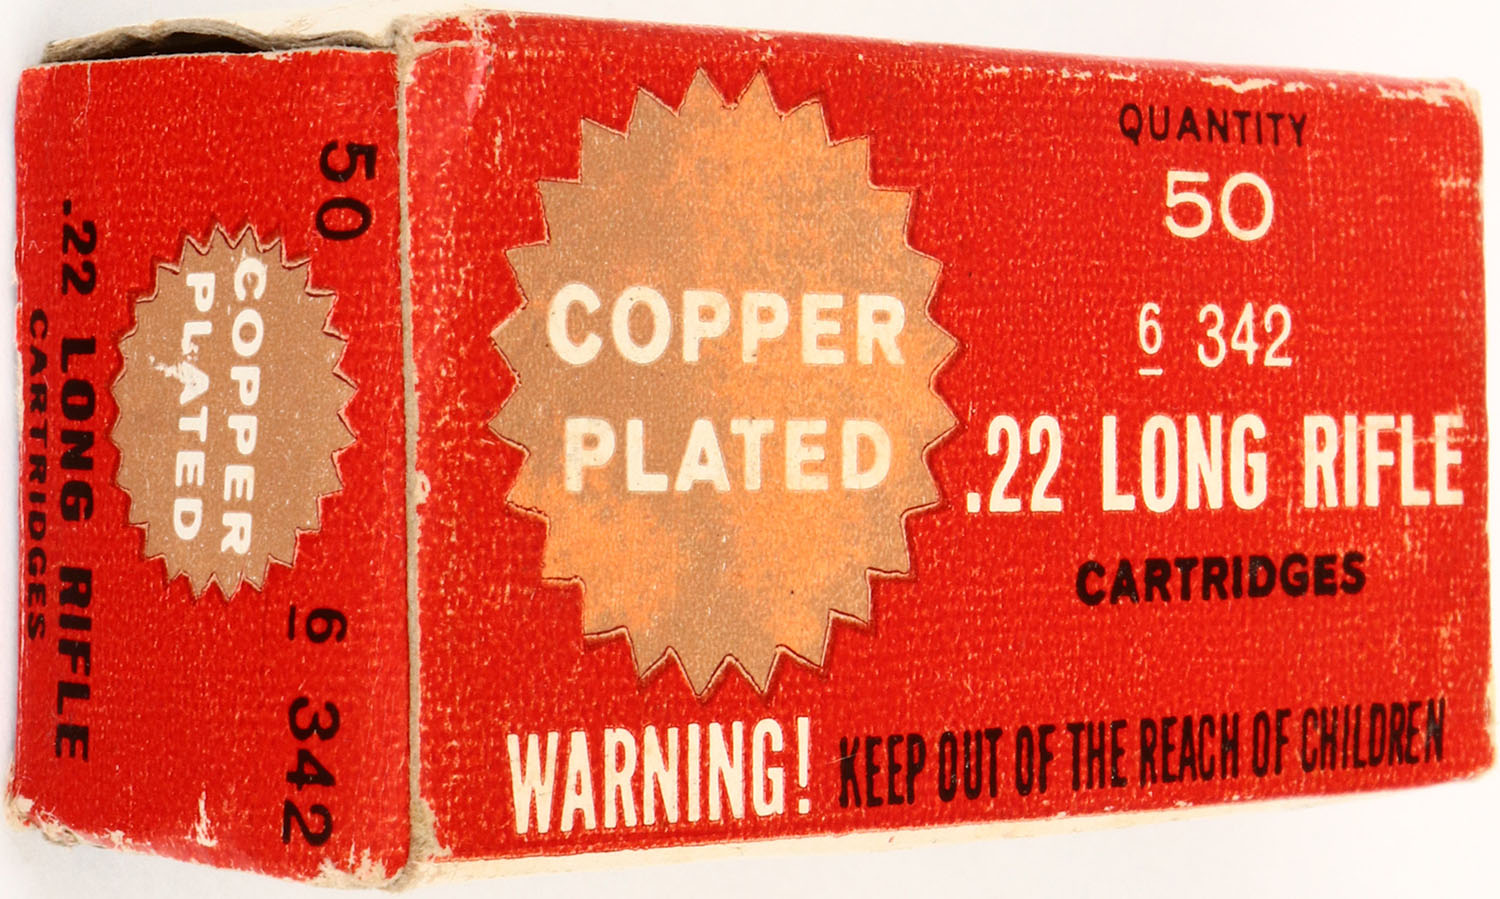 50
6 342
COPPER
PLATED
.22 LONG RIFLE
CARTRIDGES
COPPER
PLATED
QUANTITY
50
6 342
.22 LONG RIFLE
CARTRIDGES
WARNING! KEEP OUT OF THE REACH OF CHILDREN